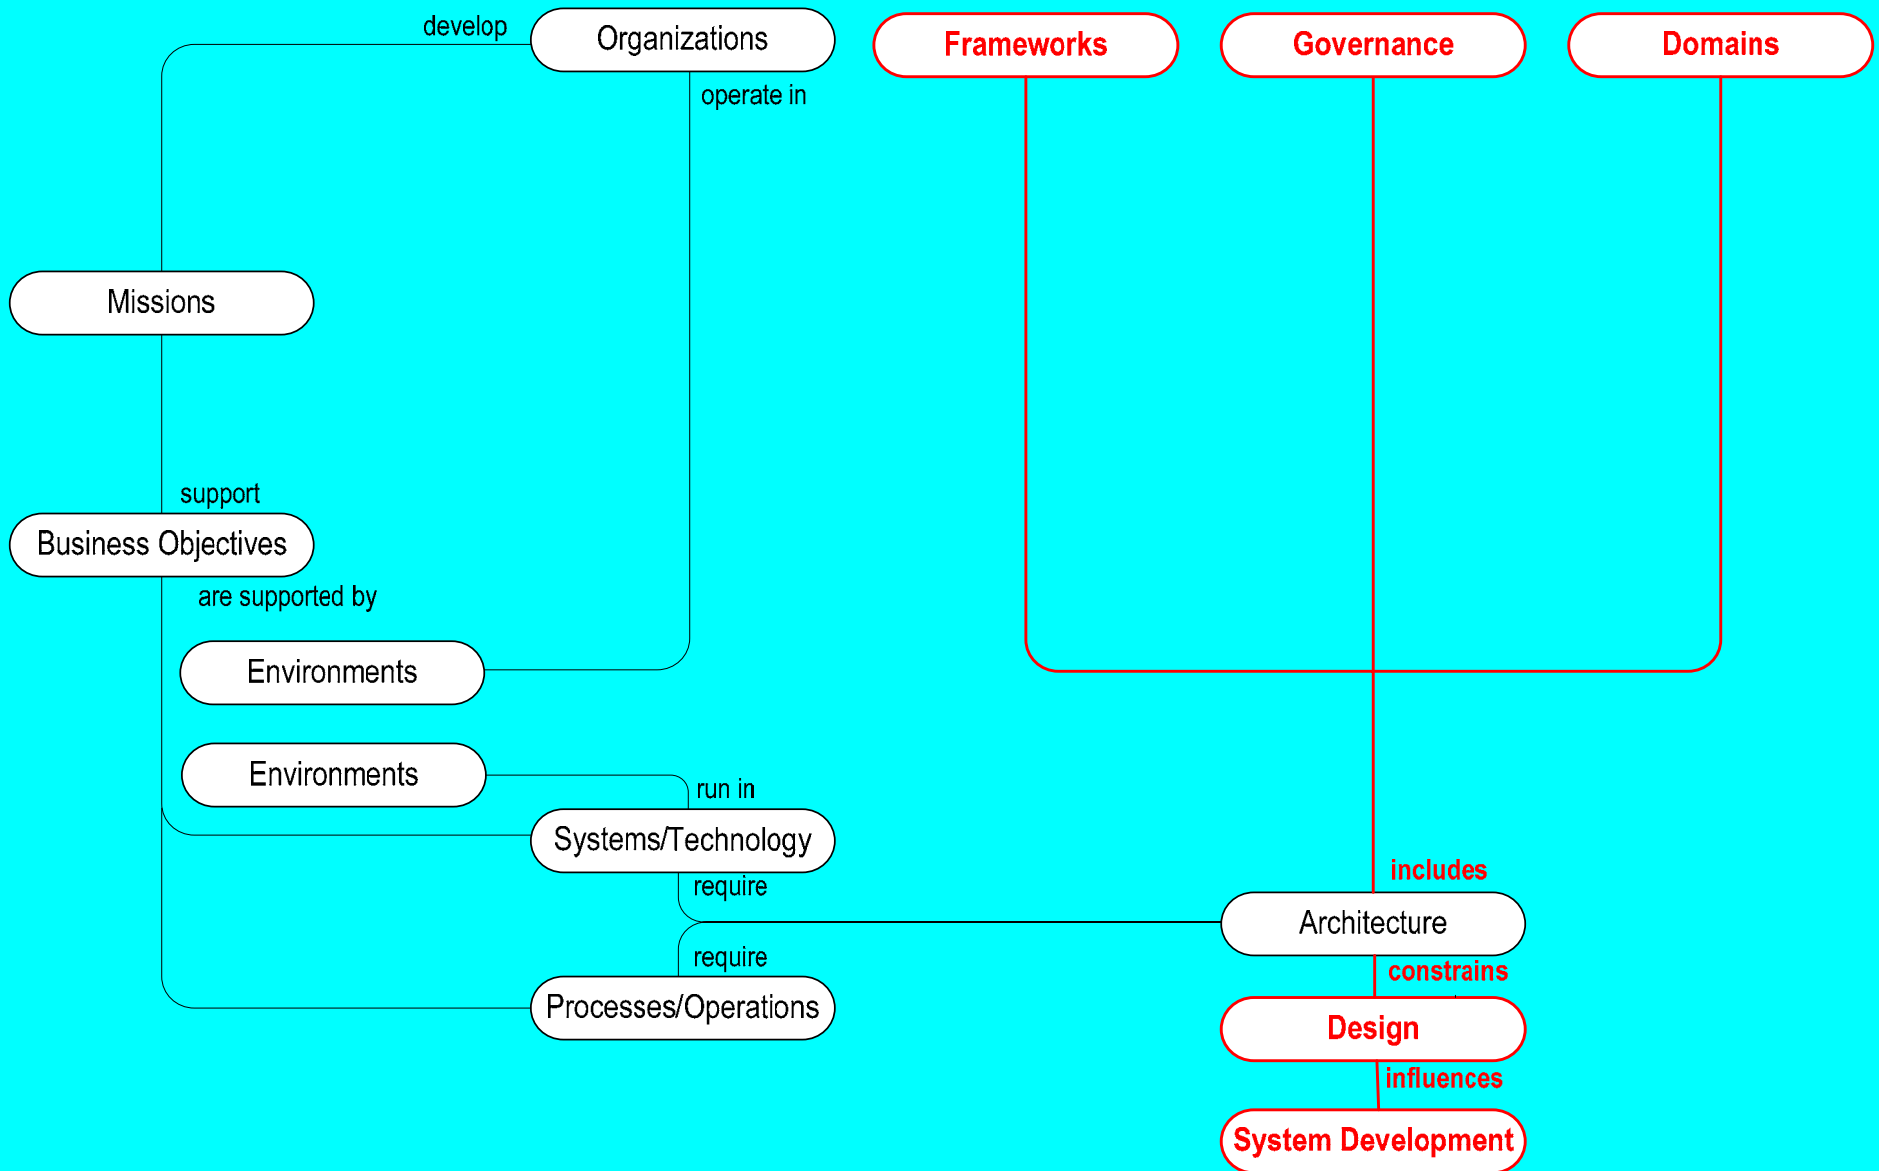 develop
Organizations
Frameworks
Governance
Domains
operate in
Missions
support
Business Objectives
are supported by
Environments
Environments
run in
Systems/Technology
includes
require
Architecture
require
constrains
Processes/Operations
Design
influences
System Development